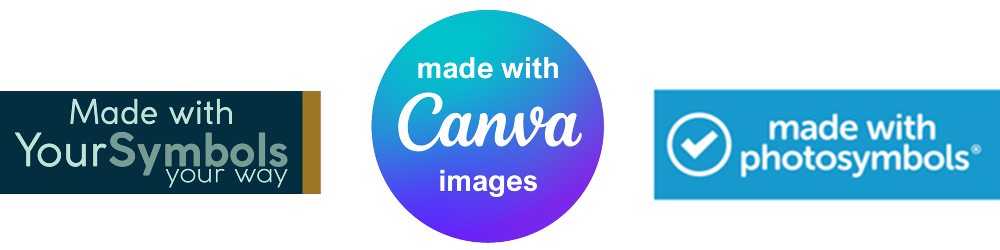 Made with
YourSymbols
your way
made with
Canva
images
made with
photosymbols®